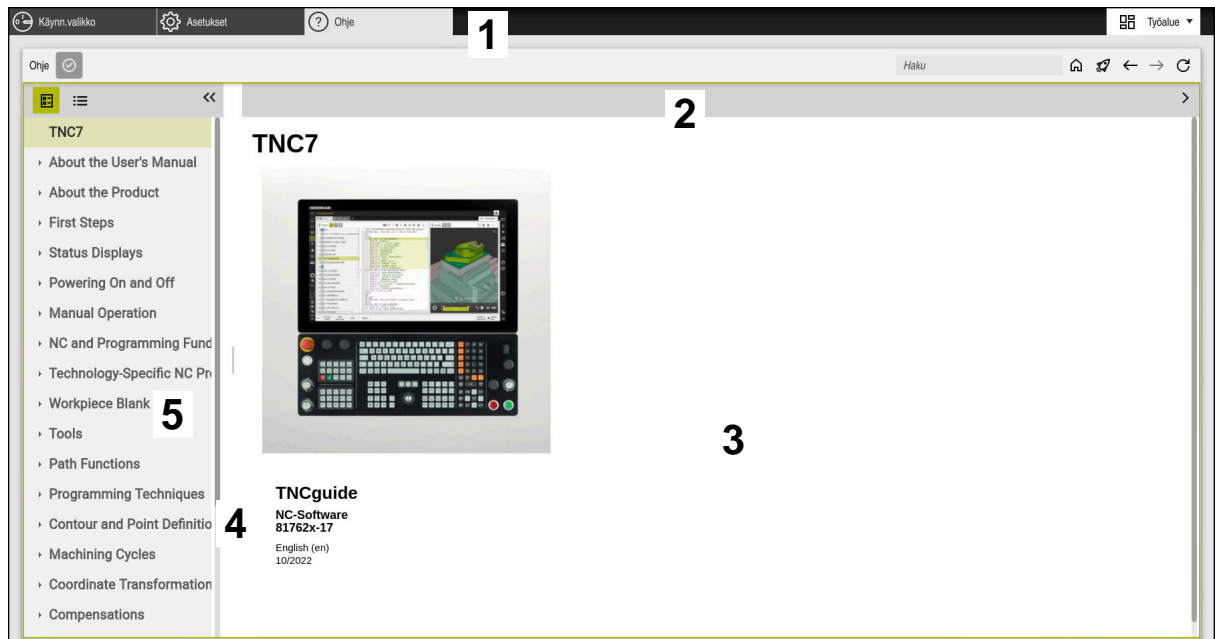 Käynn.valikko
Asetukset
Ohje
1
Työalue
Ohje
Haku
2
TNC7
About the User's Manual
About the Product
First Steps
Status Displays
Powering On and Off
Manual Operation
NC and Programming Fund
Technology-Specific NC Pr
Workpiece Blank
5
Tools
Path Functions
Programming Techniques
Contour and Point Definitio
Machining Cycles
Coordinate Transformation
Compensations
TNC7
3
4
TNCguide
NC-Software
81762x-17
English (en)
10/2022